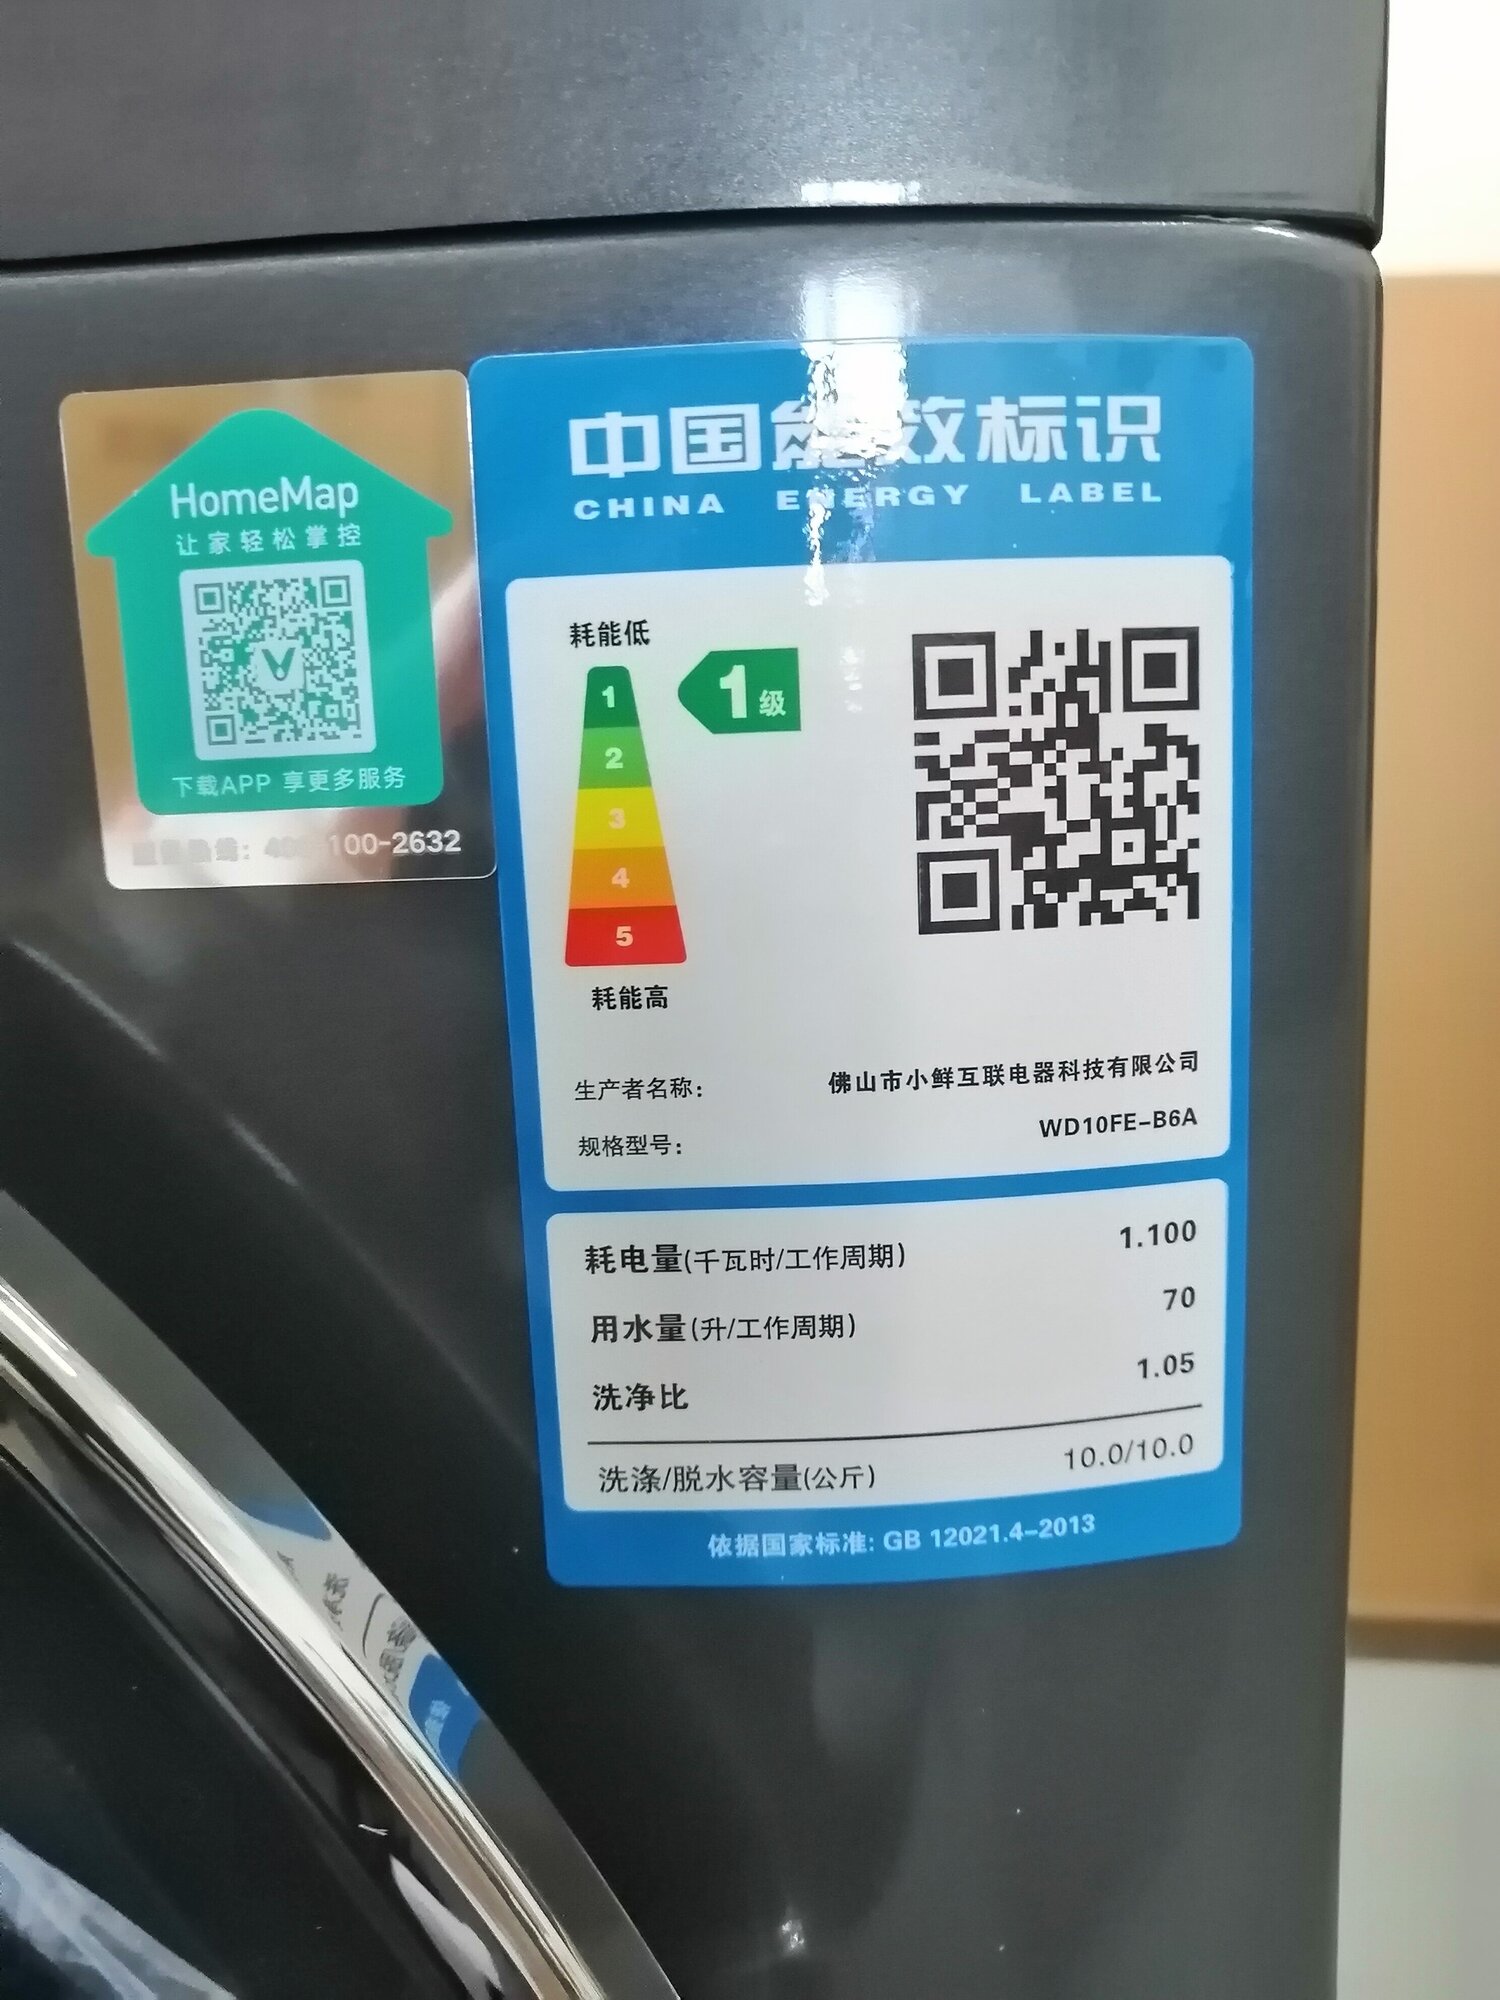 HomeMap
让家轻松掌控
下载APP 享更多服务
100-2632
中国能效标识
CHINA ENERGY LABEL
耗能低
1
1级
2
3
4
5
耗能高
生产者名称: 佛山市小鲜互联电器科技有限公司
规格型号: WD10FE-B6A
耗电量(千瓦时/工作周期) 1.100
用水量(升/工作周期) 70
洗净比 1.05
洗涤/脱水容量(公斤) 10.0/10.0
依据国家标准: GB 12021.4-2013